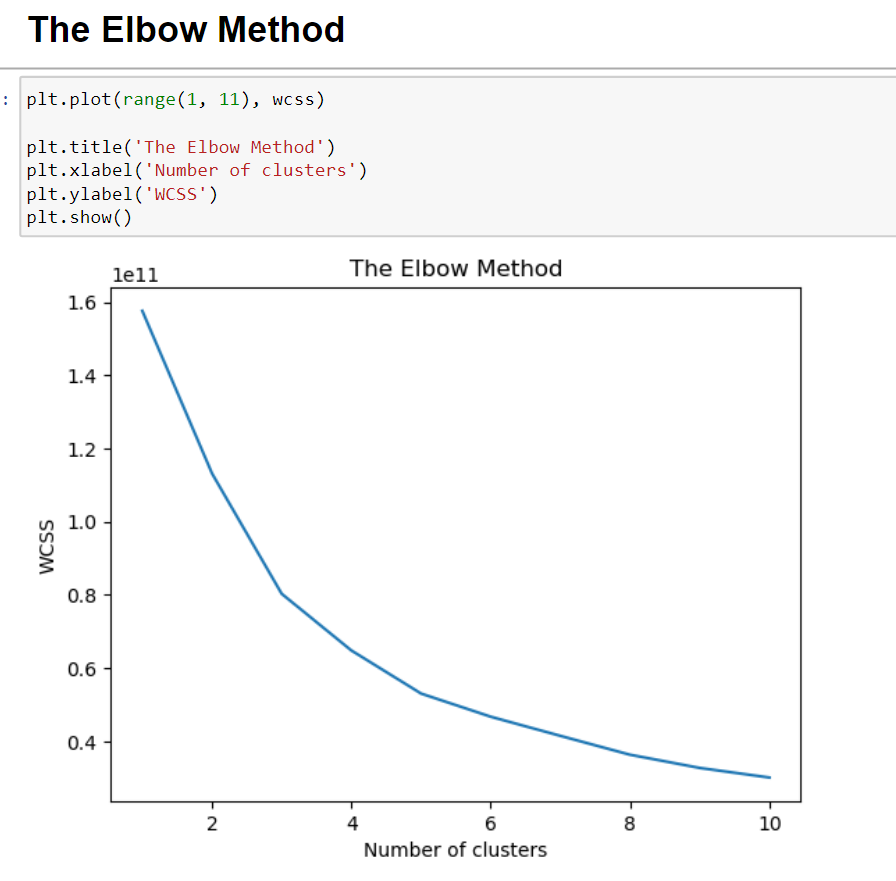 The Elbow Method
:
plt.plot(range(1, 11), wcss)
plt.title('The Elbow Method')
plt.xlabel('Number of clusters')
plt.ylabel('WCSS')
plt.show()
The Elbow Method
1e11
1.6
1.4
1.2
1.0
0.8
0.6
0.4
WCSS
2 4 6 8 10
Number of clusters